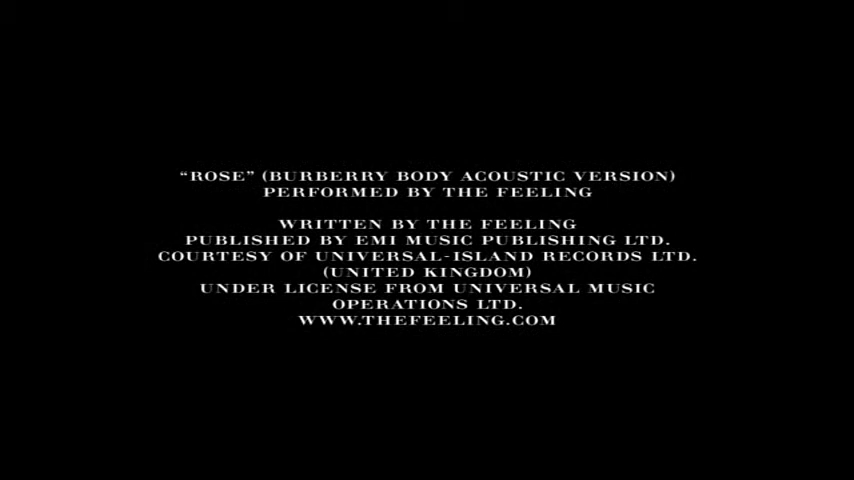 “ROSE” (BURBERRY BODY ACOUSTIC VERSION)
PERFORMED BY THE FEELING
WRITTEN BY THE FEELING
PUBLISHED BY EMI MUSIC PUBLISHING LTD.
COURTESY OF UNIVERSAL-ISLAND RECORDS LTD.
(UNITED KINGDOM)
UNDER LICENSE FROM UNIVERSAL MUSIC
OPERATIONS LTD.
WWW.THEFEELING.COM